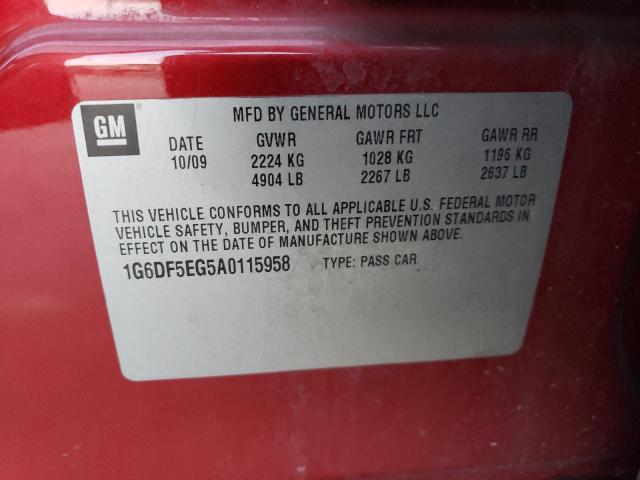 GM
MFD BY GENERAL MOTORS LLC
DATE GVWR GAWR FRT GAWR RR
10/09 2224 KG 1028 KG 1196 KG
4904 LB 2267 LB 2637 LB
THIS VEHICLE CONFORMS TO ALL APPLICABLE U.S. FEDERAL MOTOR
VEHICLE SAFETY, BUMPER, AND THEFT PREVENTION STANDARDS IN
EFFECT ON THE DATE OF MANUFACTURE SHOWN ABOVE.
1G6DF5EG5A0115958 TYPE: PASS CAR